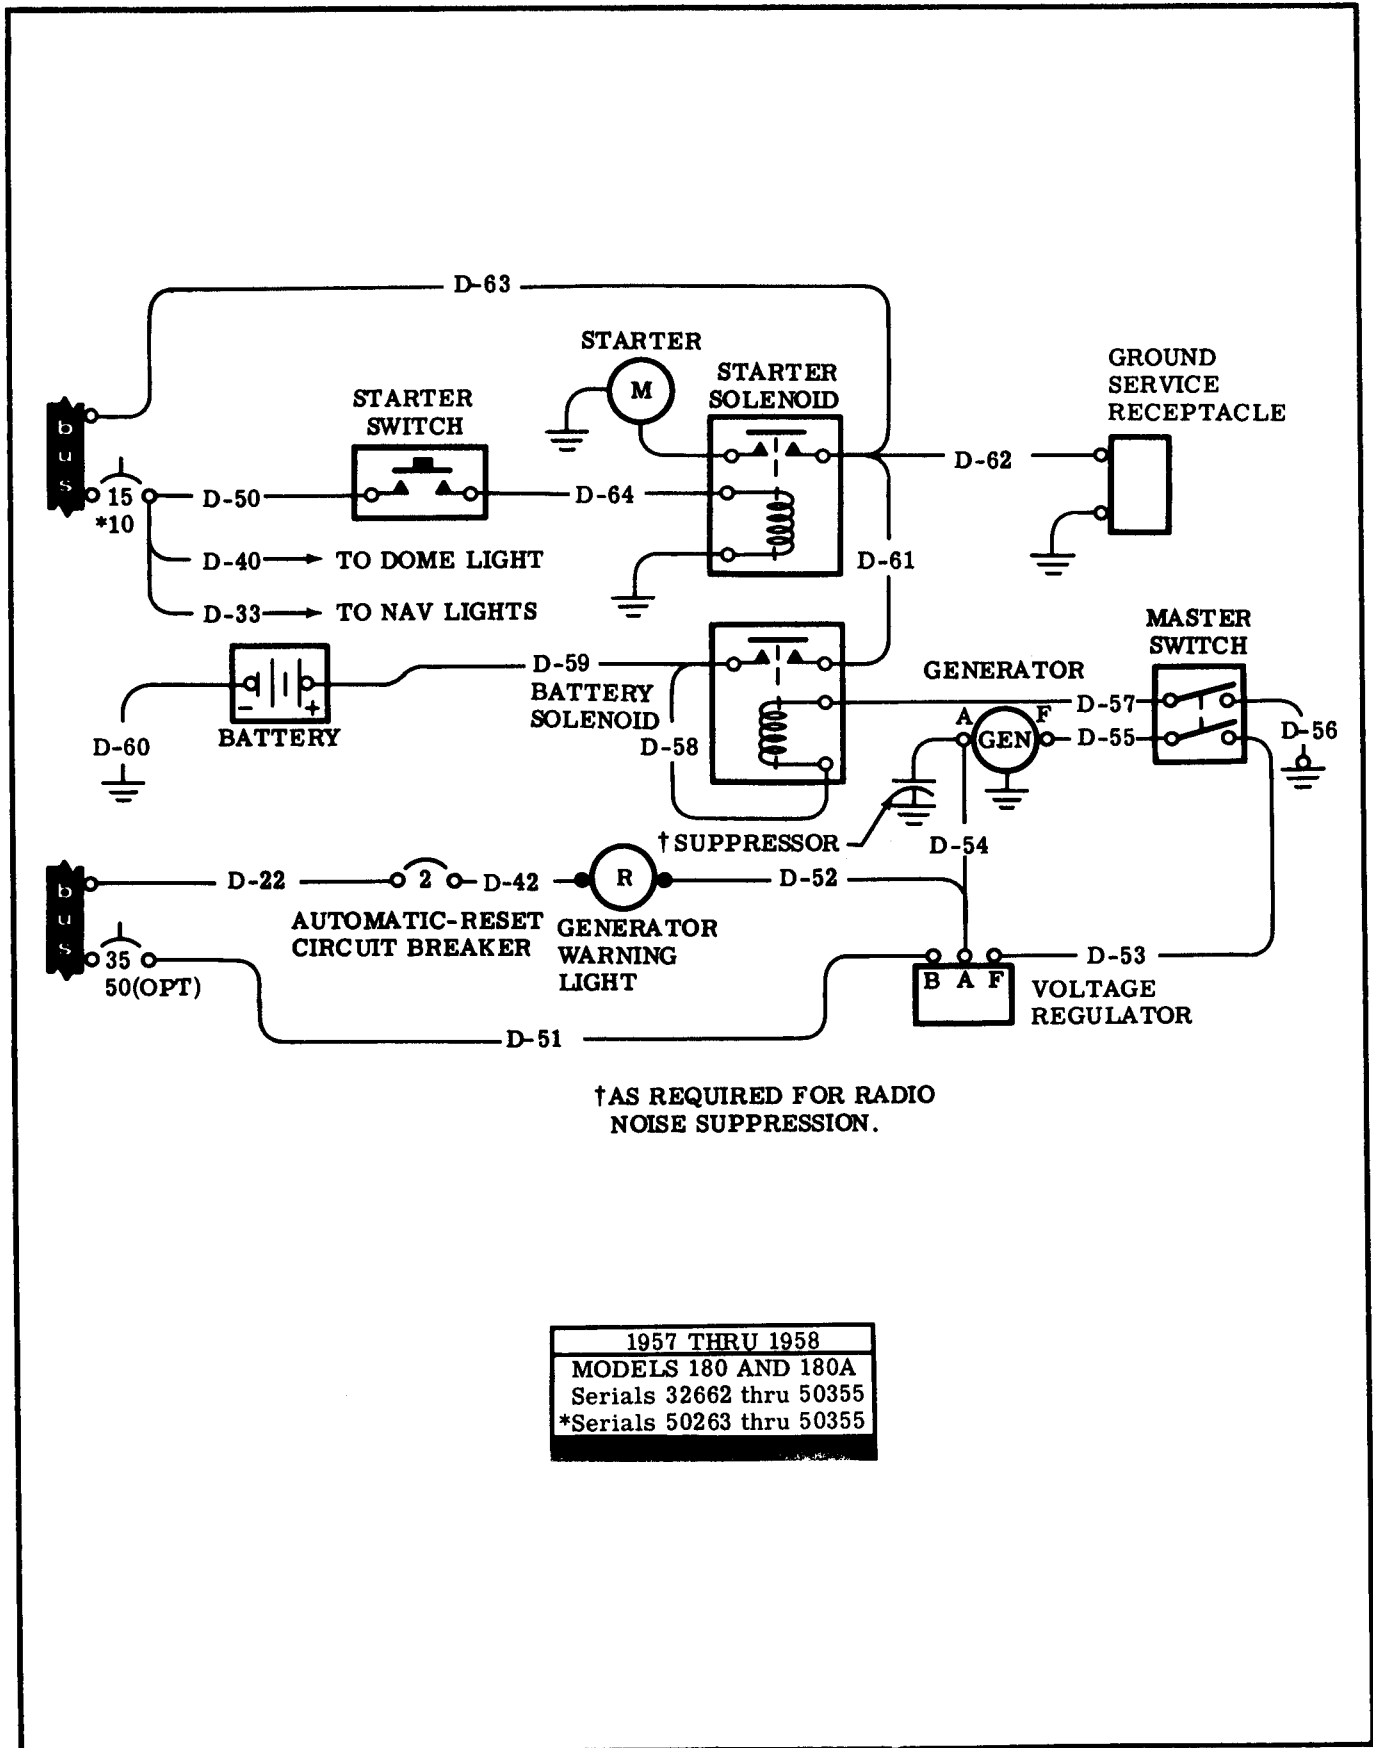 D-63
STARTER
M
STARTER
SOLENOID
GROUND
SERVICE
RECEPTACLE
STARTER
SWITCH
bus
15
*10
D-50
D-64
D-62
D-40
TO DOME LIGHT
D-61
D-33
TO NAV LIGHTS
MASTER
SWITCH
D-59
BATTERY
SOLENOID
GENERATOR
- +
BATTERY
D-60
D-58
D-57
A
F
GEN
D-55
D-56
†SUPPRESSOR
D-54
bus
D-22
2
D-42
R
D-52
AUTOMATIC-RESET
CIRCUIT BREAKER
GENERATOR
WARNING
LIGHT
35
50(OPT)
D-53
B A F
VOLTAGE
REGULATOR
D-51
†AS REQUIRED FOR RADIO
NOISE SUPPRESSION.
1957 THRU 1958
MODELS 180 AND 180A
Serials 32662 thru 50355
*Serials 50263 thru 50355